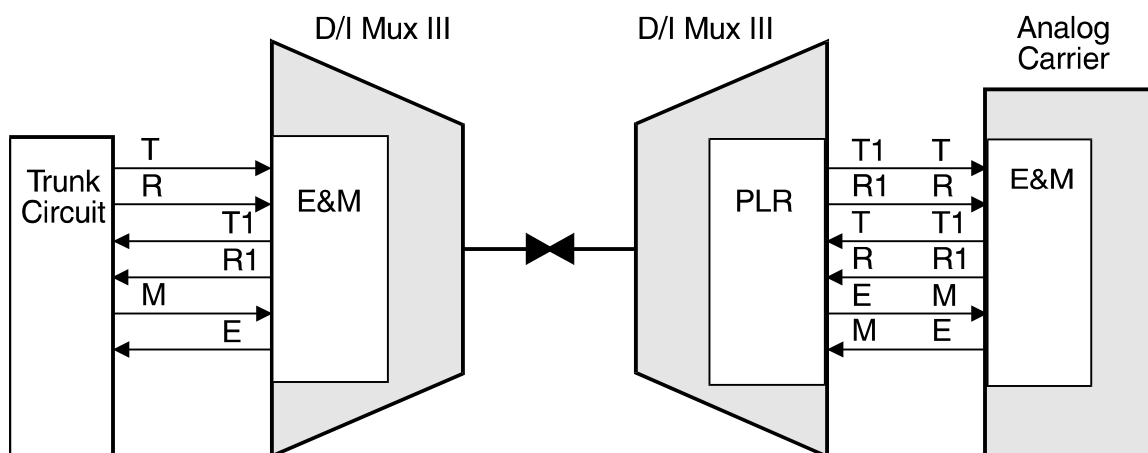 D/I Mux III
D/I Mux III
Analog
Carrier
Trunk
Circuit
T
R
T1
R1
M
E
E&M
PLR
T1 T
R1 R
T T1
R R1
E M
M E
E&M